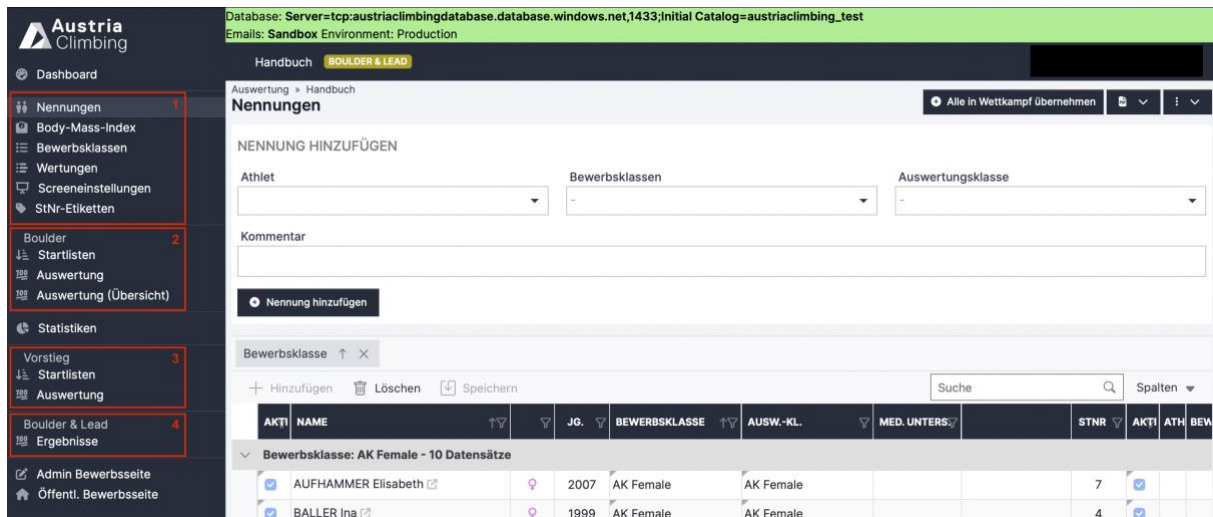 Austria
Climbing
Dashboard
Nennungen 1
Body-Mass-Index
Bewerbsklassen
Wertungen
Screeneinstellungen
StNr-Etiketten
Boulder 2
Startlisten
Auswertung
Auswertung (Übersicht)
Statistiken
Vorstieg 3
Startlisten
Auswertung
Boulder & Lead 4
Ergebnisse
Admin Bewerbsseite
Öffentl. Bewerbsseite
Database: Server=tcp:austriaclimbingdatabase.database.windows.net,1433;Initial Catalog=austriaclimbing_test
Emails: Sandbox Environment: Production
Handbuch BOULDER & LEAD
Auswertung » Handbuch
Nennungen
Alle in Wettkampf übernehmen
NENNUNG HINZUFÜGEN
Athlet Bewerbsklassen Auswertungsklasse
- -
Kommentar
Nennung hinzufügen
Bewerbsklasse
Hinzufügen Löschen Speichern Suche Spalten
AKTI NAME JG. BEWERBSKLASSE AUSW.-KL. MED. UNTERS. STNR AKTI ATH BEW
Bewerbsklasse: AK Female - 10 Datensätze
AUFHAMMER Elisabeth ♀ 2007 AK Female AK Female 7
BALLER Ina ♀ 1999 AK Female AK Female 4